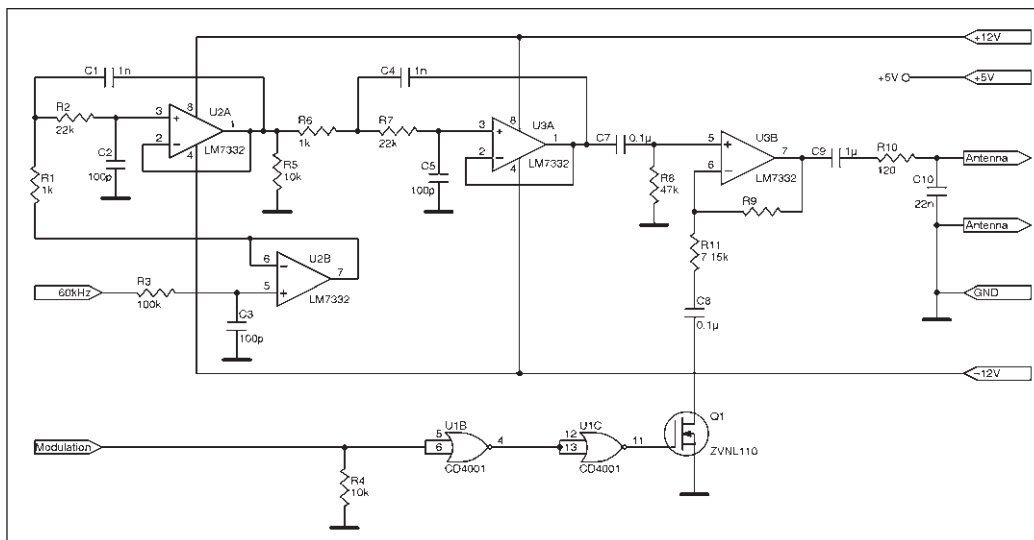 +12V
C1
1n
C4
1n
+5V
+5V
R2
22k
3
8
U2A
2
4
LM7332
R6
1k
R7
22k
3
8
U3A
1
2
4
LM7332
C7
0.1µ
5
U3B
7
6
LM7332
C9
1µ
R10
120
Antenna
C2
100p
R5
10k
C5
100p
R8
47k
R9
C10
22n
R1
1k
Antenna
6
U2B
7
5
LM7332
R11
7.15k
60kHz
R3
100k
C3
100p
C8
0.1µ
GND
−12V
Modulation
5
6
U1B
4
CD4001
12
13
U1C
11
CD4001
Q1
ZVNL110
R4
10k